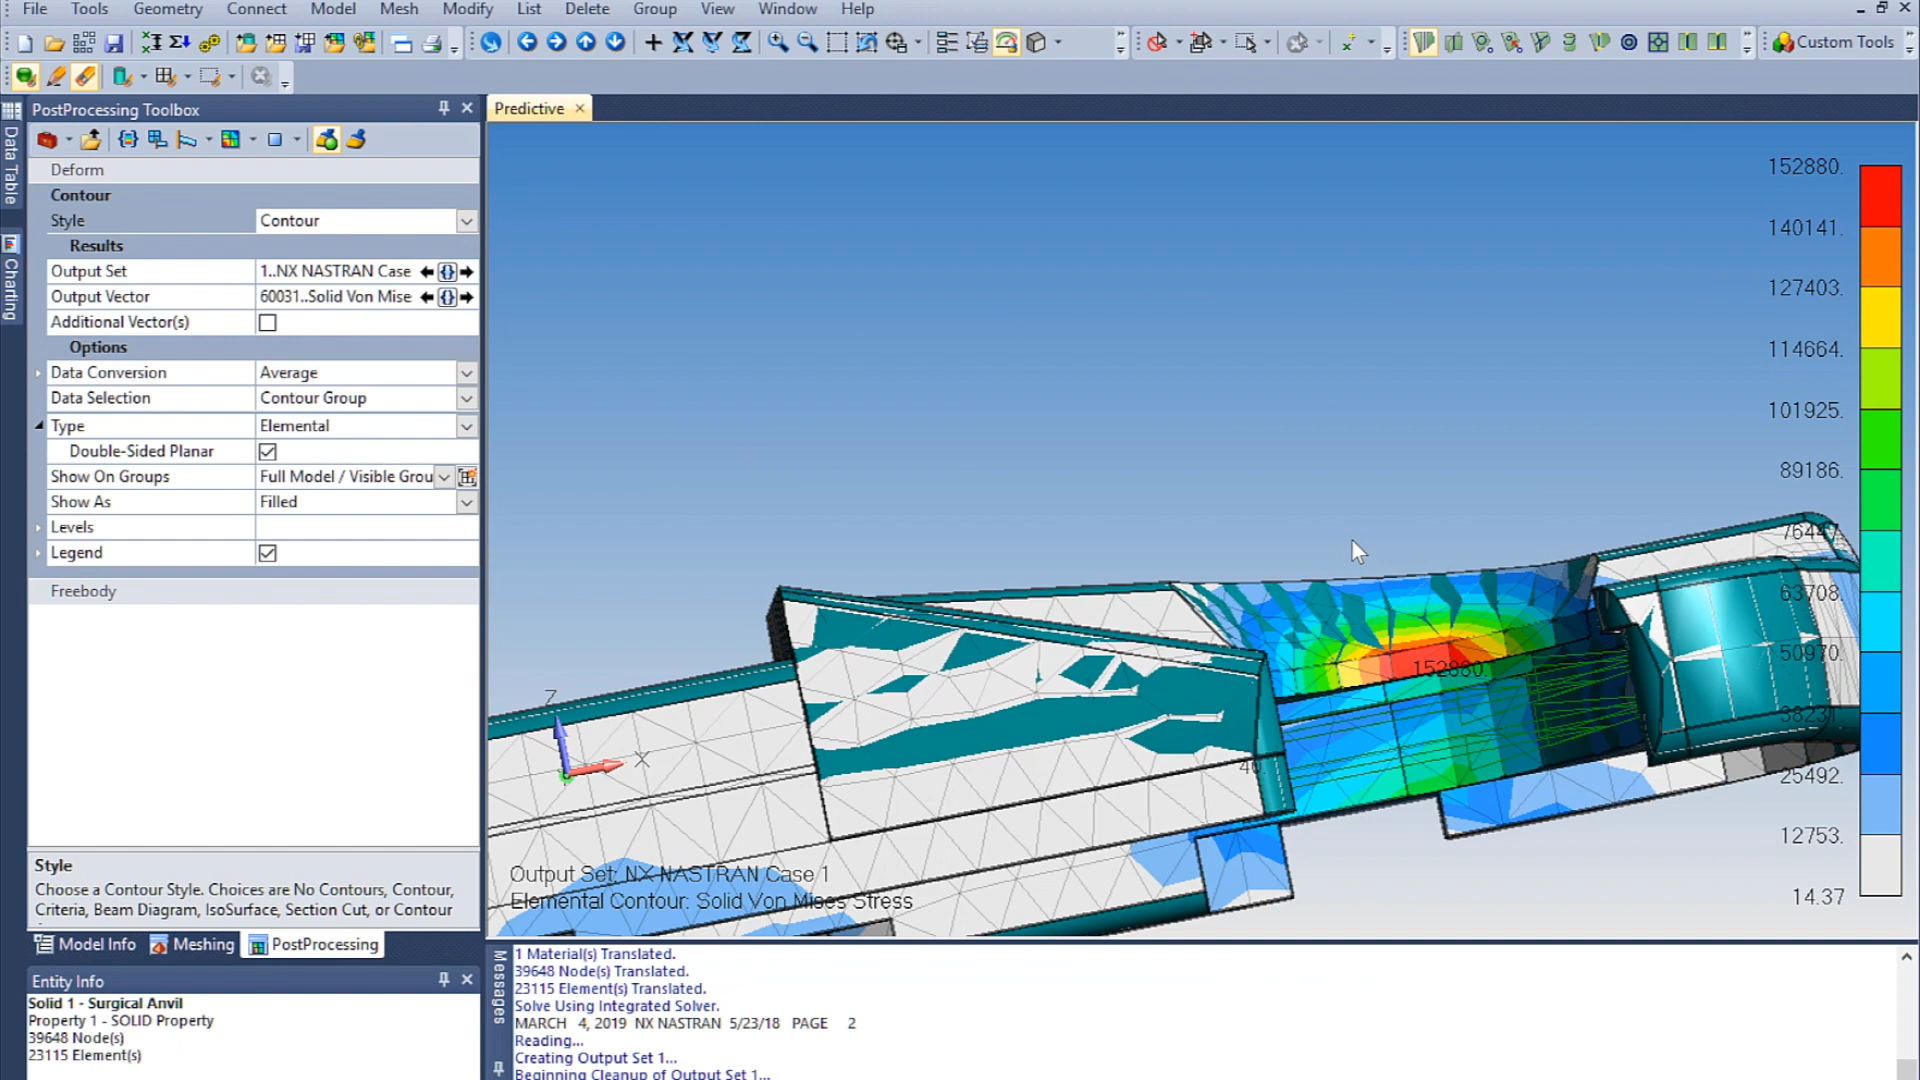 File Tools Geometry Connect Model Mesh Modify List Delete Group View Window Help
Custom Tools
Data Table
Charting
PostProcessing Toolbox
Deform
Contour
Style Contour
Results
Output Set 1..NX NASTRAN Case
Output Vector 60031..Solid Von Mise
Additional Vector(s)
Options
Data Conversion Average
Data Selection Contour Group
Type Elemental
Double-Sided Planar
Show On Groups Full Model / Visible Grou
Show As Filled
Levels
Legend
Freebody
Style
Choose a Contour Style. Choices are No Contours, Contour,
Criteria, Beam Diagram, IsoSurface, Section Cut, or Contour
Model Info Meshing PostProcessing
Entity Info
Solid 1 - Surgical Anvil
Property 1 - SOLID Property
39648 Node(s)
23115 Element(s)
Predictive
152880.
140141.
127403.
114664.
101925.
89186.
76447.
63708.
50970.
38231.
25492.
12753.
14.37
152880.
Z
X
Output Set: NX NASTRAN Case 1
Elemental Contour: Solid Von Mises Stress
Messages
1 Material(s) Translated.
39648 Node(s) Translated.
23115 Element(s) Translated.
Solve Using Integrated Solver.
MARCH 4, 2019 NX NASTRAN 5/23/18 PAGE 2
Reading...
Creating Output Set 1...
Beginning Cleanup of Output Set 1...